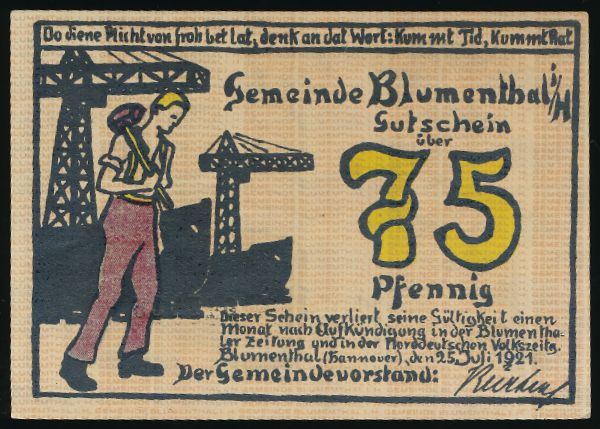 Do diene Plicht von froh bet lat, denk an dat Wort: Kummt Tid, Kummt Rat
Gemeinde Blumenthal i/H
Gutschein
über
75
Pfennig
Dieser Schein verliert seine Gültigkeit einen
Monat nach Aufkündigung in der Blumentha-
ler Zeitung und in der Norddeutschen Volkszeitg.
Blumenthal (Hannover), den 25. Juli 1921.
Der Gemeindevorstand: